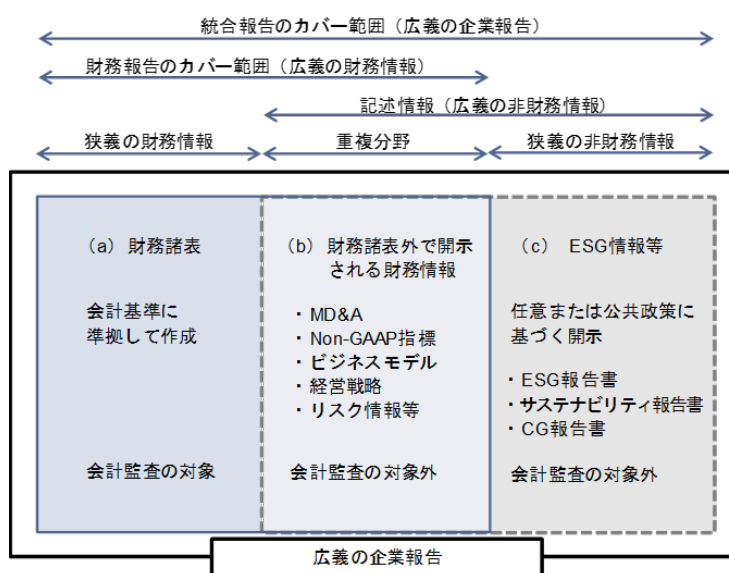 統合報告のカバー範囲（広義の企業報告）
財務報告のカバー範囲（広義の財務情報）
記述情報（広義の非財務情報）
狭義の財務情報
重複分野
狭義の非財務情報
（a） 財務諸表
会計基準に
準拠して作成
会計監査の対象
（b） 財務諸表外で開示
される財務情報
・MD&A
・Non-GAAP指標
・ビジネスモデル
・経営戦略
・リスク情報等
会計監査の対象外
（c） ESG情報等
任意または公共政策に
基づく開示
・ESG報告書
・サステナビリティ報告書
・CG報告書
会計監査の対象外
広義の企業報告